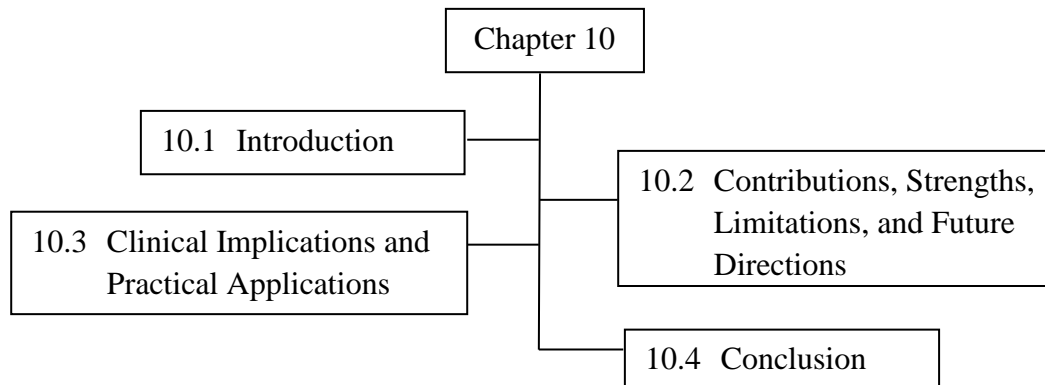 Chapter 10
10.1 Introduction
10.2 Contributions, Strengths,
Limitations, and Future
Directions
10.3 Clinical Implications and
Practical Applications
10.4 Conclusion